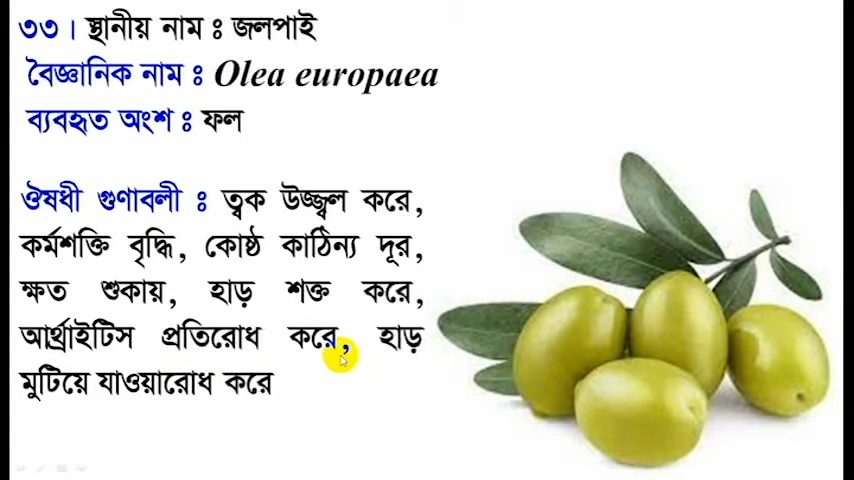 ৩৩। স্থানীয় নাম ঃ জলপাই
বৈজ্ঞানিক নাম ঃ Olea europaea
ব্যবহৃত অংশ ঃ ফল
ঔষধী গুণাবলী ঃ ত্বক উজ্জ্বল করে,
কর্মশক্তি বৃদ্ধি, কোষ্ঠ কাঠিন্য দূর,
ক্ষত শুকায়, হাড় শক্ত করে,
আর্থ্রাইটিস প্রতিরোধ করে, হাড়
মুটিয়ে যাওয়ারোধ করে